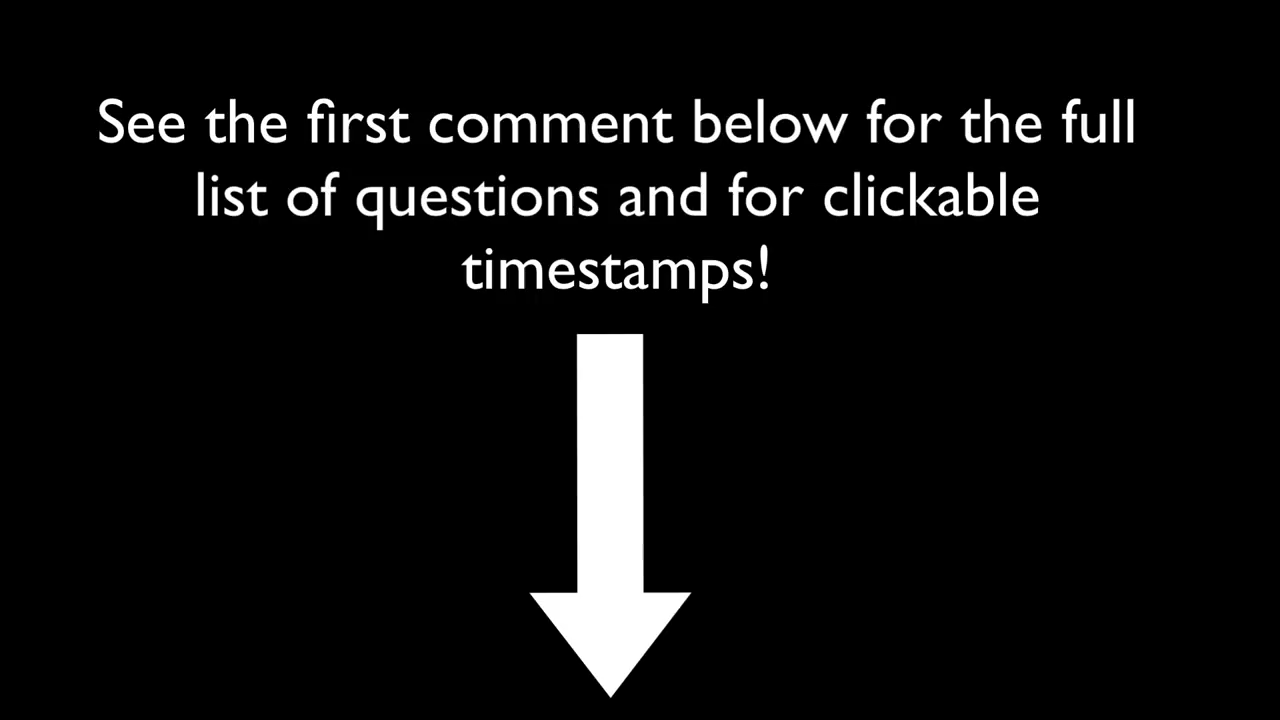 See the first comment below for the full
list of questions and for clickable
timestamps!